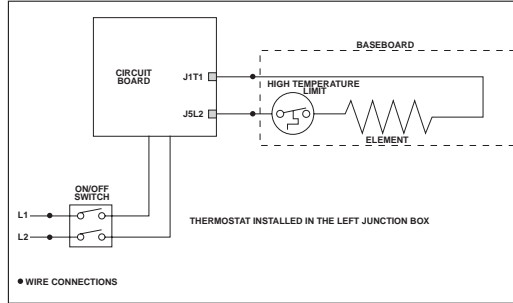 BASEBOARD
CIRCUIT
BOARD
J1T1
HIGH TEMPERATURE
LIMIT
J5L2
ELEMENT
ON/OFF
SWITCH
L1
THERMOSTAT INSTALLED IN THE LEFT JUNCTION BOX
L2
WIRE CONNECTIONS